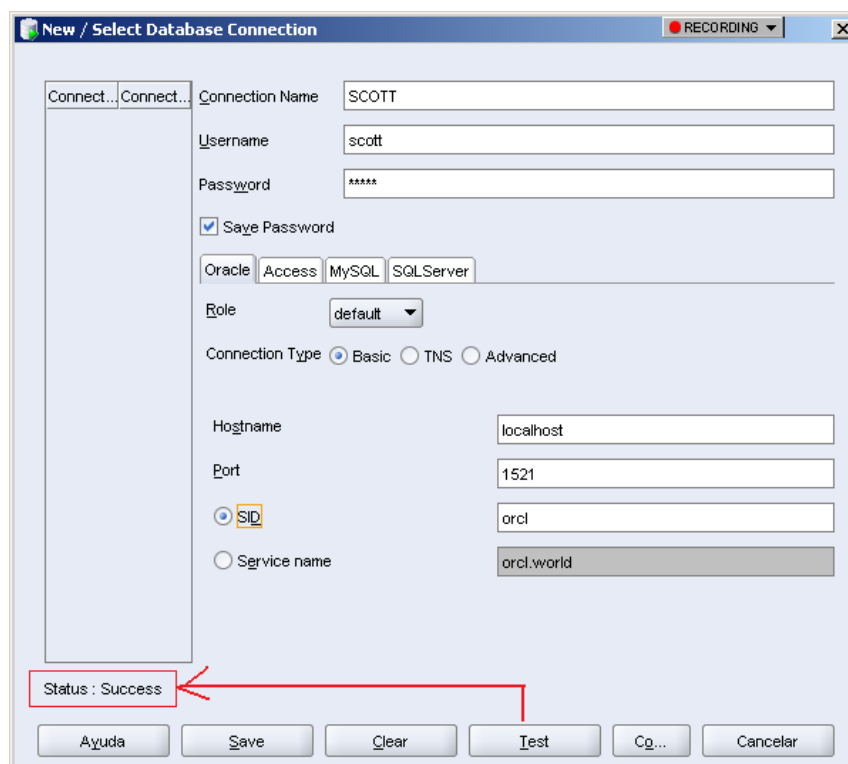 New / Select Database Connection
RECORDING
Connect... Connect...
Connection Name SCOTT
Username scott
Password *****
Save Password
Oracle Access MySQL SQLServer
Role default
Connection Type Basic TNS Advanced
Hostname localhost
Port 1521
SID orcl
Service name orcl.world
Status : Success
Ayuda Save Clear Test Co... Cancelar